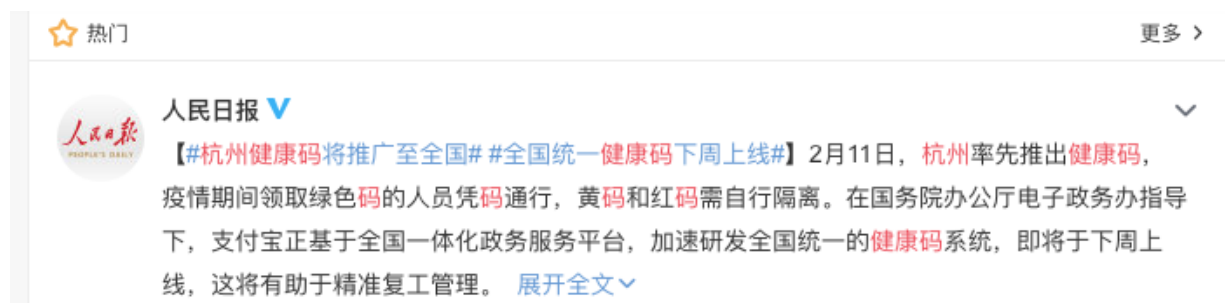 热门
更多
人民日报
人民日报
PEOPLE'S DAILY
【#杭州健康码将推广至全国# #全国统一健康码下周上线#】2月11日，杭州率先推出健康码，
疫情期间领取绿色码的人员凭码通行，黄码和红码需自行隔离。在国务院办公厅电子政务办指导
下，支付宝正基于全国一体化政务服务平台，加速研发全国统一的健康码系统，即将于下周上
线，这将有助于精准复工管理。 展开全文